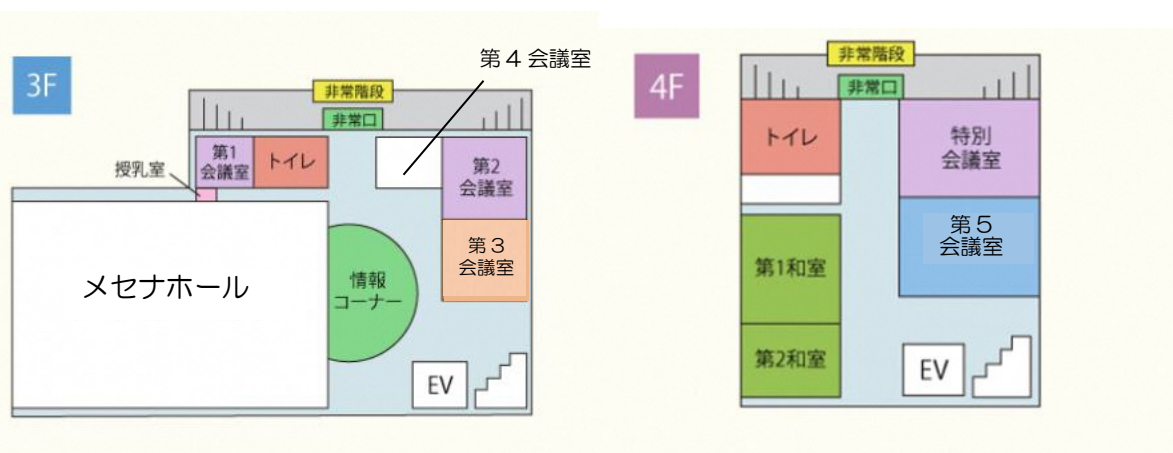 3F
第４会議室
非常階段
非常口
第1
会議室
トイレ
授乳室
第2
会議室
第３
会議室
メセナホール
情報
コーナー
EV
4F
非常階段
非常口
トイレ
特別
会議室
第５
会議室
第1和室
第2和室
EV